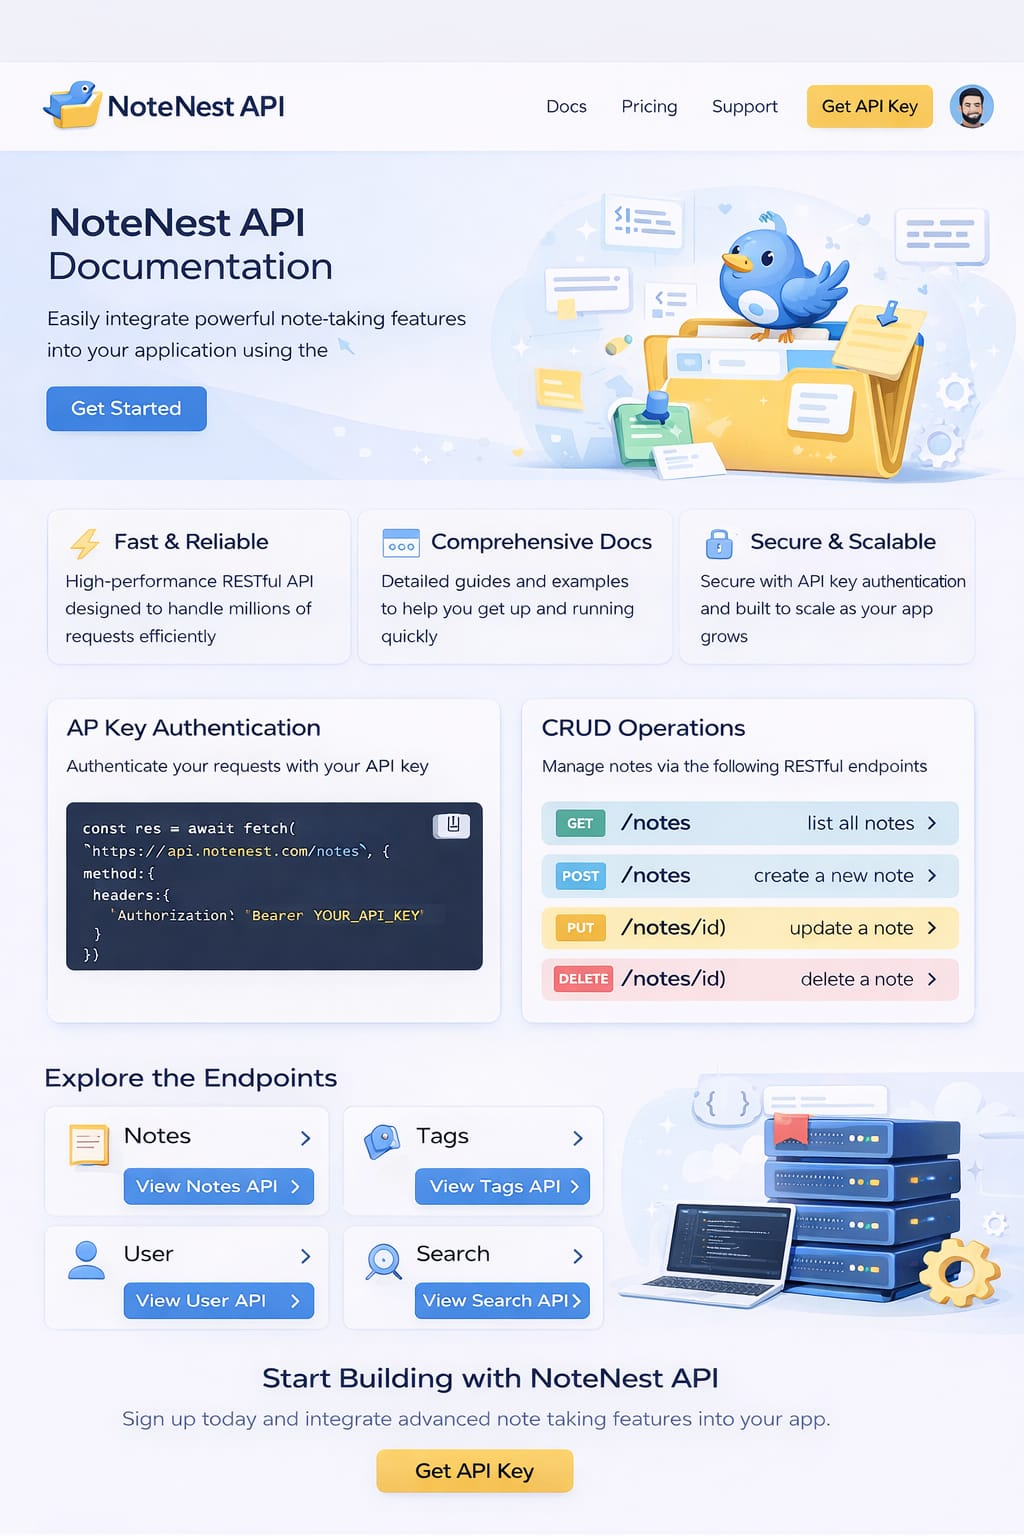 NoteNest API
Docs
Pricing
Support
Get API Key
NoteNest API
Documentation
Easily integrate powerful note-taking features
into your application using the
Get Started
Fast & Reliable
High-performance RESTful API
designed to handle millions of
requests efficiently
Comprehensive Docs
Detailed guides and examples
to help you get up and running
quickly
Secure & Scalable
Secure with API key authentication
and built to scale as your app
grows
AP Key Authentication
Authenticate your requests with your API key
const res = await fetch(
`https://api.notenest.com/notes`, {
method:{
headers:{
'Authorization: "Bearer YOUR_API_KEY'
}
})
CRUD Operations
Manage notes via the following RESTful endpoints
GET /notes list all notes
POST /notes create a new note
PUT /notes/id) update a note
DELETE /notes/id) delete a note
Explore the Endpoints
Notes
View Notes API
Tags
View Tags API
User
View User API
Search
View Search API
{ }
Start Building with NoteNest API
Sign up today and integrate advanced note taking features into your app.
Get API Key